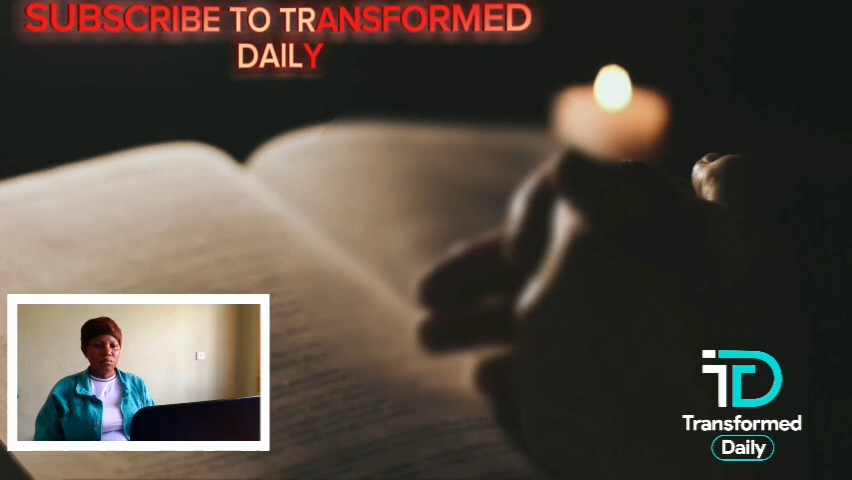 SUBSCRIBE TO TRANSFORMED
DAILY
TD
Transformed
Daily